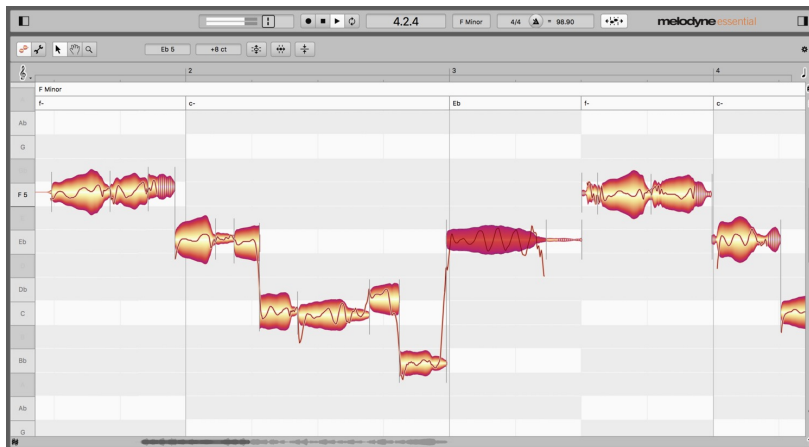 4.2.4
F Minor
4/4
= 98.90
melodyne essential
Eb 5
+8 ct
2
3
4
F Minor
f-
c-
Eb
f-
c-
Ab
G
F 5
Eb
Db
C
Bb
Ab
G